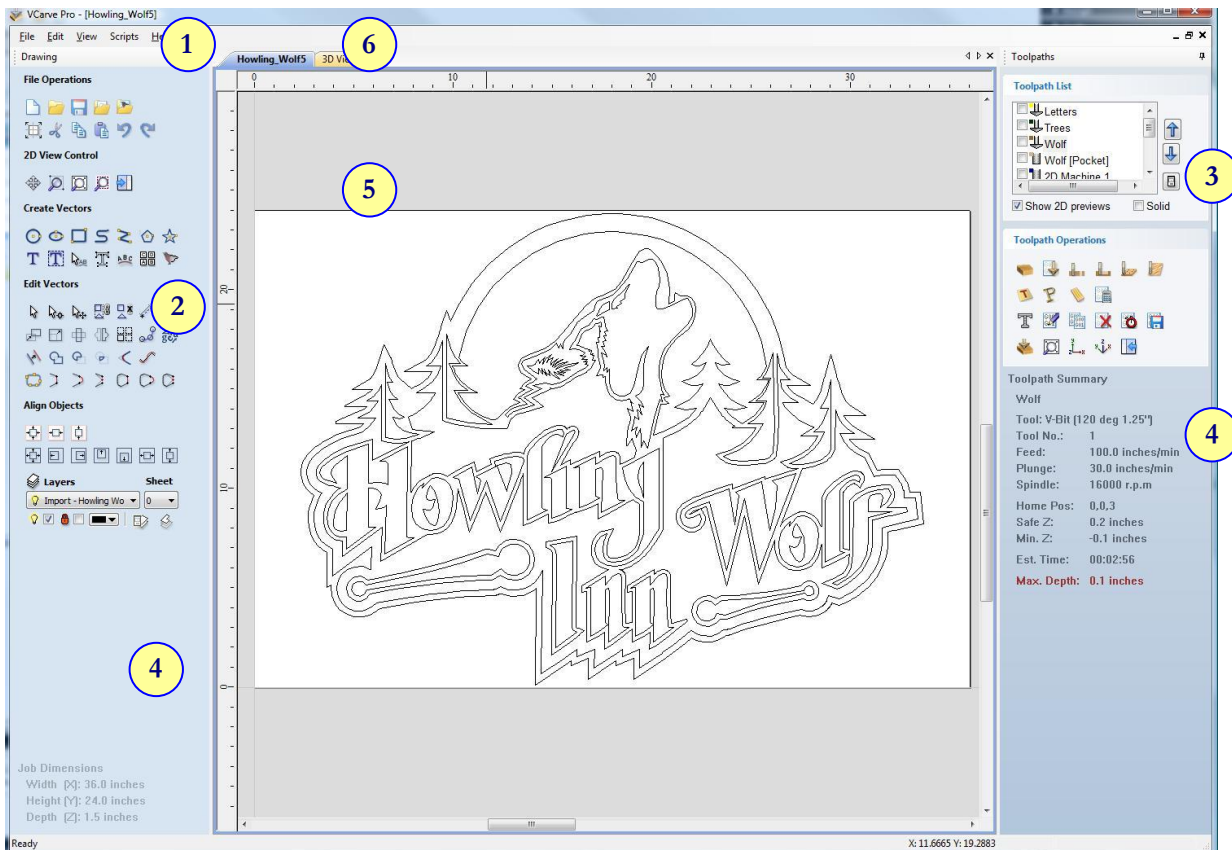 VCarve Pro - [Howling_Wolf5]
File Edit View Scripts
1
6
Drawing
Howling_Wolf5
Toolpaths
File Operations
2D View Control
Create Vectors
Edit Vectors
2
Align Objects
Layers Sheet
Import - Howling Wo 0
4
Job Dimensions
Width (X): 36.0 inches
Height (Y): 24.0 inches
Depth (Z): 1.5 inches
Ready
0 10 20 30
20
10
0
5
Howling
Wolf
Inn
Toolpath List
Letters
Trees
Wolf
Wolf [Pocket]
2D Machine 1
3
Show 2D previews Solid
Toolpath Operations
Toolpath Summary
Wolf
Tool: V-Bit (120 deg 1.25")
Tool No.: 1
4
Feed: 100.0 inches/min
Plunge: 30.0 inches/min
Spindle: 16000 r.p.m
Home Pos: 0,0,3
Safe Z: 0.2 inches
Min. Z: -0.1 inches
Est. Time: 00:02:56
Max. Depth: 0.1 inches
X: 11.6665 Y: 19.2883